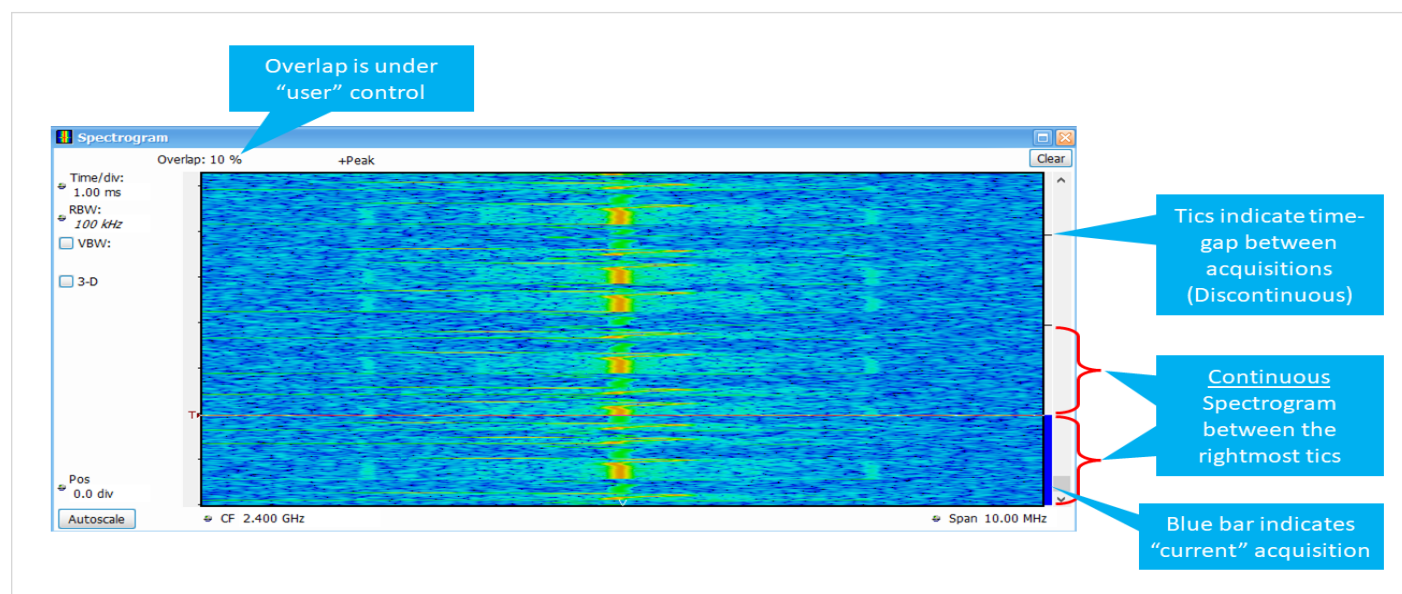 Overlap is under
“user” control
Spectrogram
Overlap: 10 %
+Peak
Clear
Time/div:
1.00 ms
RBW:
100 kHz
VBW:
3-D
T
Pos
0.0 div
Autoscale
CF 2.400 GHz
Span 10.00 MHz
Tics indicate time-
gap between
acquisitions
(Discontinuous)
Continuous
Spectrogram
between the
rightmost tics
Blue bar indicates
“current” acquisition